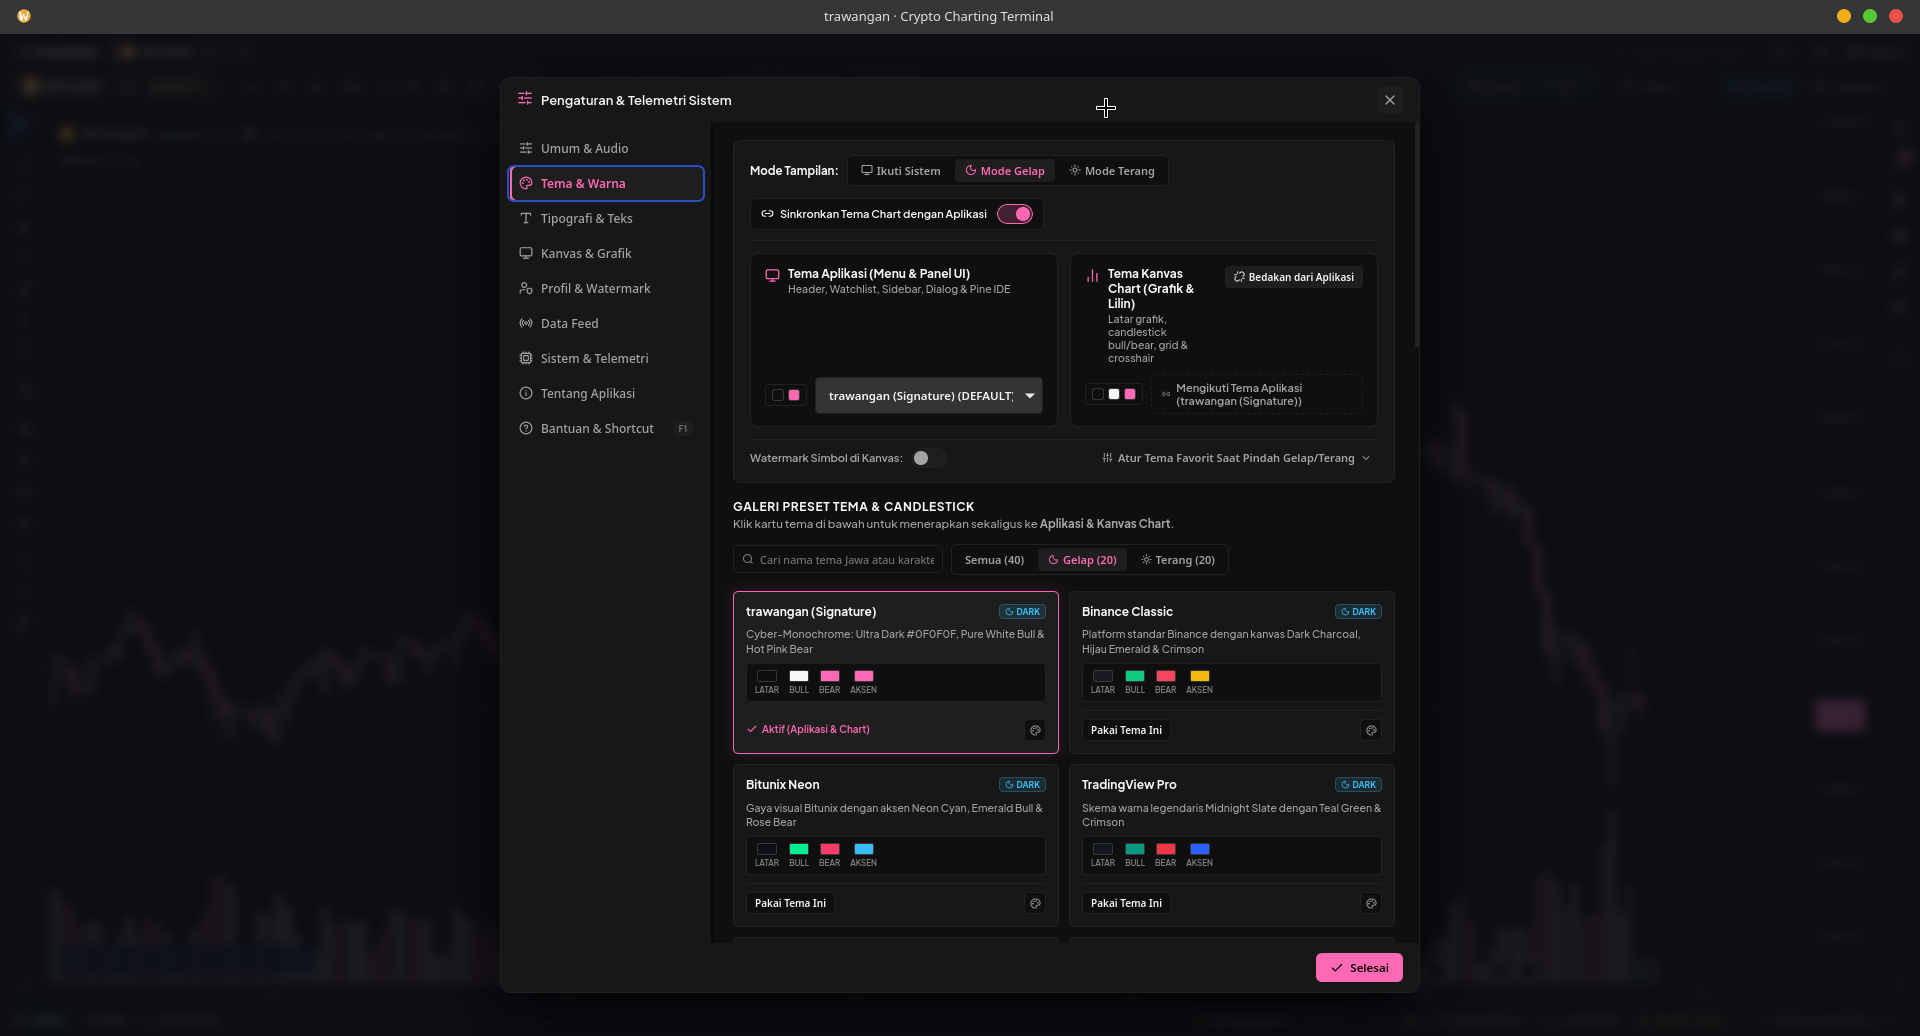 trawangan · Crypto Charting Terminal
Pengaturan & Telemetri Sistem
Umum & Audio
Tema & Warna
Tipografi & Teks
Kanvas & Grafik
Profil & Watermark
Data Feed
Sistem & Telemetri
Tentang Aplikasi
Bantuan & Shortcut F1
Mode Tampilan: Ikuti Sistem Mode Gelap Mode Terang
Sinkronkan Tema Chart dengan Aplikasi
Tema Aplikasi (Menu & Panel UI)
Header, Watchlist, Sidebar, Dialog & Pine IDE
trawangan (Signature) (DEFAULT)
Tema Kanvas
Chart (Grafik &
Lilin)
Bedakan dari Aplikasi
Latar grafik,
candlestick
bull/bear, grid &
crosshair
Mengikuti Tema Aplikasi
(trawangan (Signature))
Watermark Simbol di Kanvas:
Atur Tema Favorit Saat Pindah Gelap/Terang
GALERI PRESET TEMA & CANDLESTICK
Klik kartu tema di bawah untuk menerapkan sekaligus ke Aplikasi & Kanvas Chart.
Cari nama tema Jawa atau karakte
Semua (40) Gelap (20) Terang (20)
trawangan (Signature) DARK
Cyber-Monochrome: Ultra Dark #0F0F0F, Pure White Bull &
Hot Pink Bear
LATAR BULL BEAR AKSEN
Aktif (Aplikasi & Chart)
Binance Classic DARK
Platform standar Binance dengan kanvas Dark Charcoal,
Hijau Emerald & Crimson
LATAR BULL BEAR AKSEN
Pakai Tema Ini
Bitunix Neon DARK
Gaya visual Bitunix dengan aksen Neon Cyan, Emerald Bull &
Rose Bear
LATAR BULL BEAR AKSEN
Pakai Tema Ini
TradingView Pro DARK
Skema warna legendaris Midnight Slate dengan Teal Green &
Crimson
LATAR BULL BEAR AKSEN
Pakai Tema Ini
Selesai